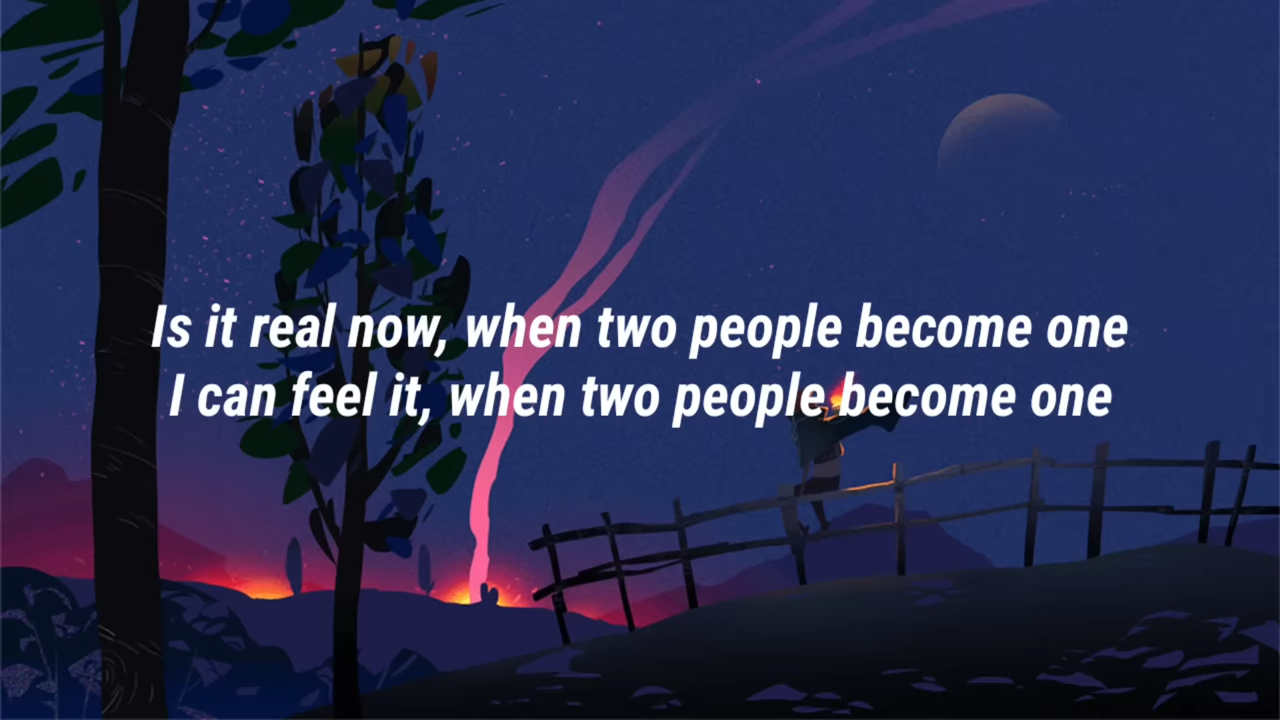 Is it real now, when two people become one
I can feel it, when two people become one